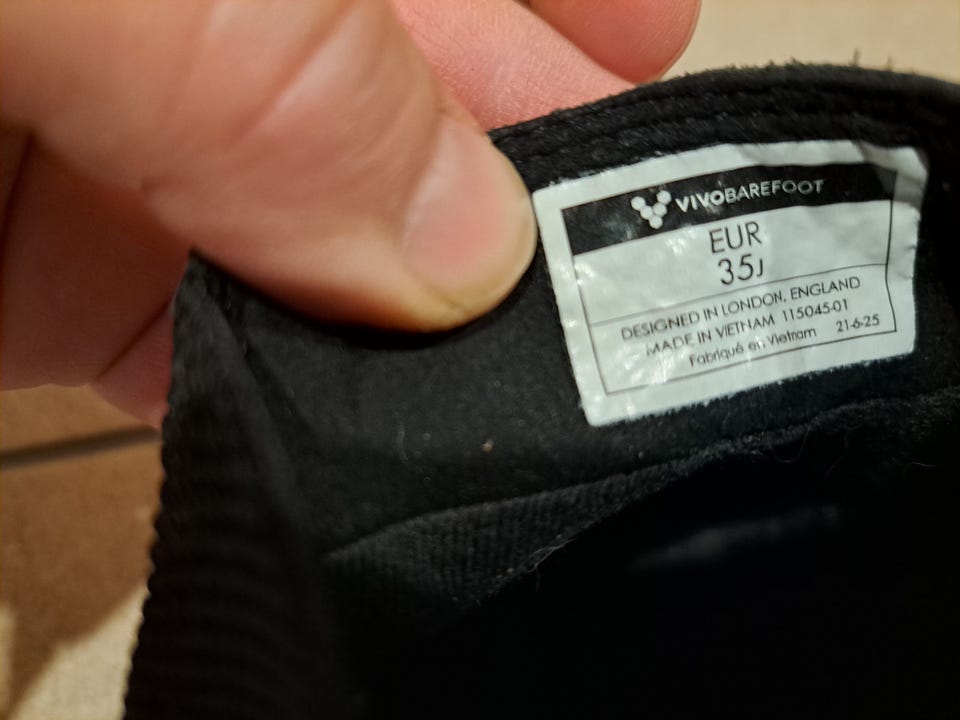 VIVOBAREFOOT
EUR
35J
DESIGNED IN LONDON, ENGLAND
MADE IN VIETNAM 115045-01
Fabriqué en Vietnam 21-6-25